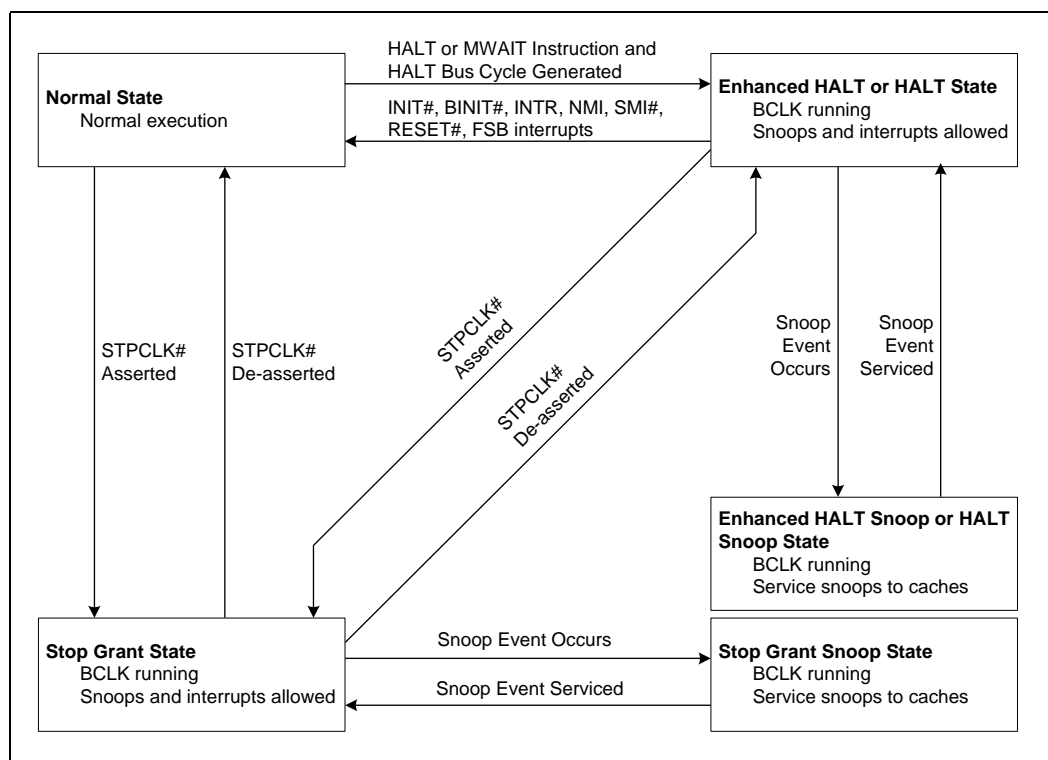 HALT or MWAIT Instruction and
HALT Bus Cycle Generated
Normal State
Normal execution
INIT#, BINIT#, INTR, NMI, SMI#,
RESET#, FSB interrupts
Enhanced HALT or HALT State
BCLK running
Snoops and interrupts allowed
STPCLK#
Asserted
STPCLK#
De-asserted
STPCLK#
Asserted
STPCLK#
De-asserted
Snoop
Event
Occurs
Snoop
Event
Serviced
Enhanced HALT Snoop or HALT
Snoop State
BCLK running
Service snoops to caches
Stop Grant State
BCLK running
Snoops and interrupts allowed
Snoop Event Occurs
Snoop Event Serviced
Stop Grant Snoop State
BCLK running
Service snoops to caches